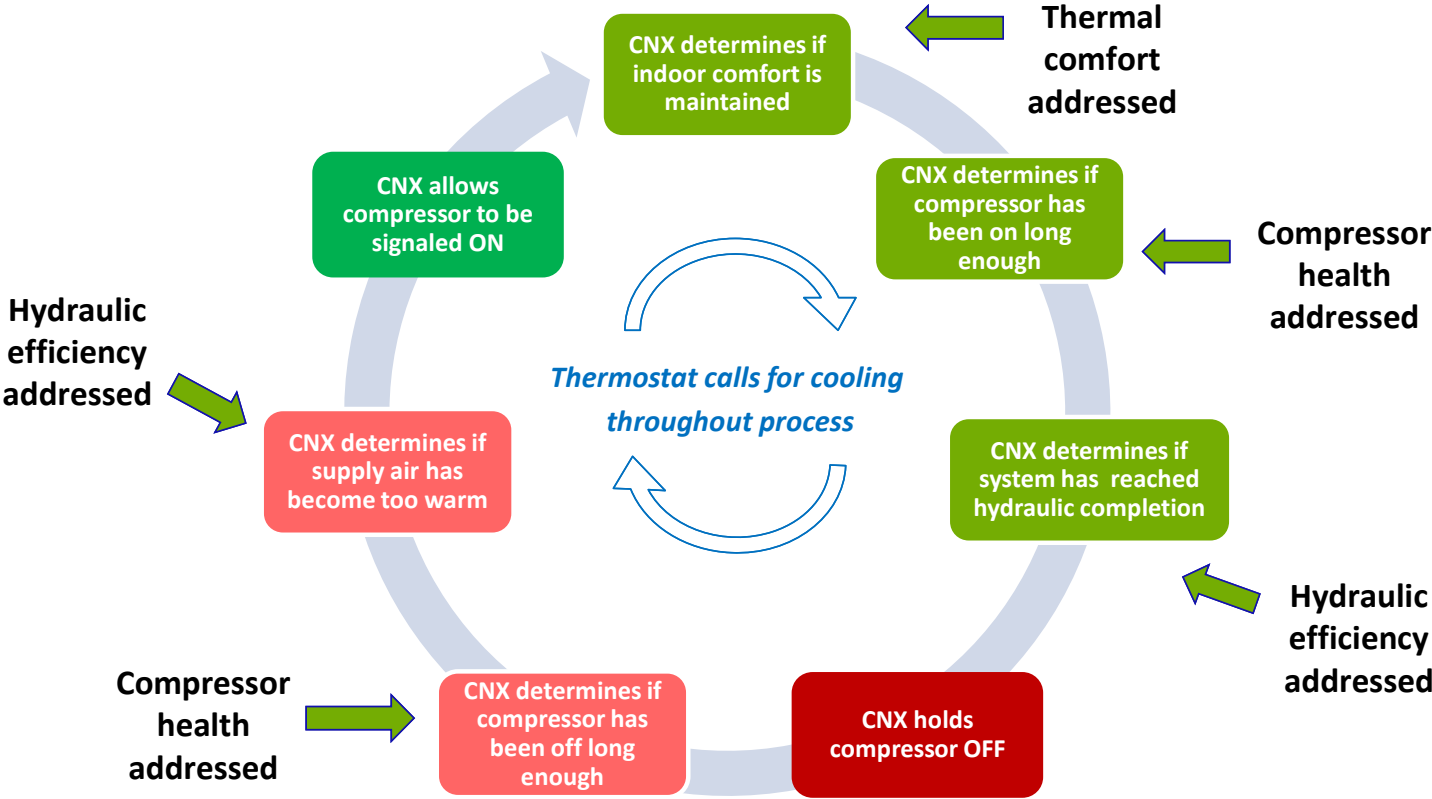 CNX determines if
indoor comfort is
maintained
Thermal
comfort
addressed
CNX determines if
compressor has
been on long
enough
Compressor
health
addressed
CNX determines if
system has  reached
hydraulic completion
Hydraulic
efficiency
addressed
CNX holds
compressor OFF
CNX determines if
compressor has
been off long
enough
Compressor
health
addressed
CNX determines if
supply air has
become too warm
Hydraulic
efficiency
addressed
CNX allows
compressor to be
signaled ON
Thermostat calls for cooling
throughout process